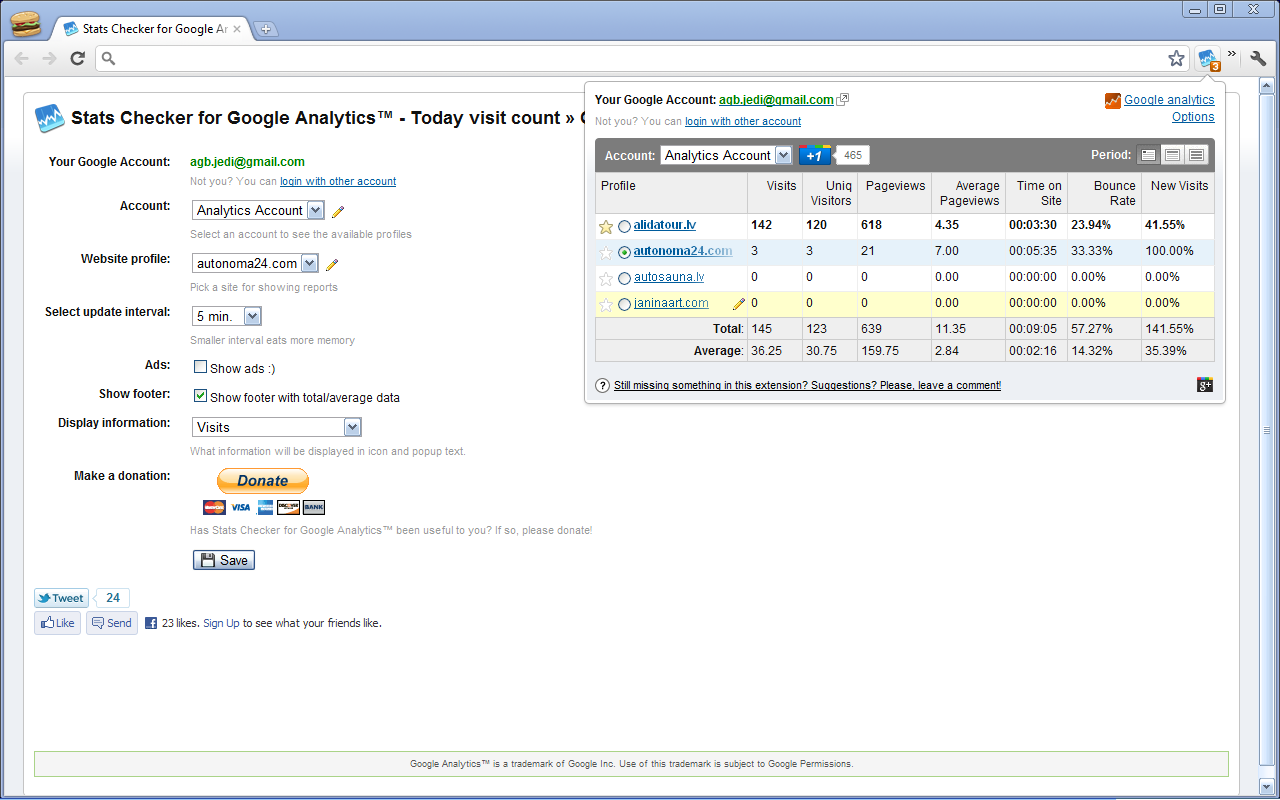 Stats Checker for Google Ar
Stats Checker for Google Analytics™ - Today visit count »
Your Google Account: agb.jedi@gmail.com
Not you? You can login with other account
Account: Analytics Account
Select an account to see the available profiles
Website profile: autonoma24.com
Pick a site for showing reports
Select update interval: 5 min.
Smaller interval eats more memory
Ads: Show ads :)
Show footer: Show footer with total/average data
Display information: Visits
What information will be displayed in icon and popup text.
Make a donation: Donate
MasterCard VISA DISCOVER BANK
Has Stats Checker for Google Analytics™ been useful to you? If so, please donate!
Save
Tweet 24
Like Send 23 likes. Sign Up to see what your friends like.
3
Your Google Account: agb.jedi@gmail.com Google analytics
Not you? You can login with other account Options
Account: Analytics Account +1 465 Period:
Profile Visits Uniq Visitors Pageviews Average Pageviews Time on Site Bounce Rate New Visits
alidatour.lv 142 120 618 4.35 00:03:30 23.94% 41.55%
autonoma24.com 3 3 21 7.00 00:05:35 33.33% 100.00%
autosauna.lv 0 0 0 0.00 00:00:00 0.00% 0.00%
janinaart.com 0 0 0 0.00 00:00:00 0.00% 0.00%
Total: 145 123 639 11.35 00:09:05 57.27% 141.55%
Average: 36.25 30.75 159.75 2.84 00:02:16 14.32% 35.39%
? Still missing something in this extension? Suggestions? Please, leave a comment! g+
Google Analytics™ is a trademark of Google Inc. Use of this trademark is subject to Google Permissions.